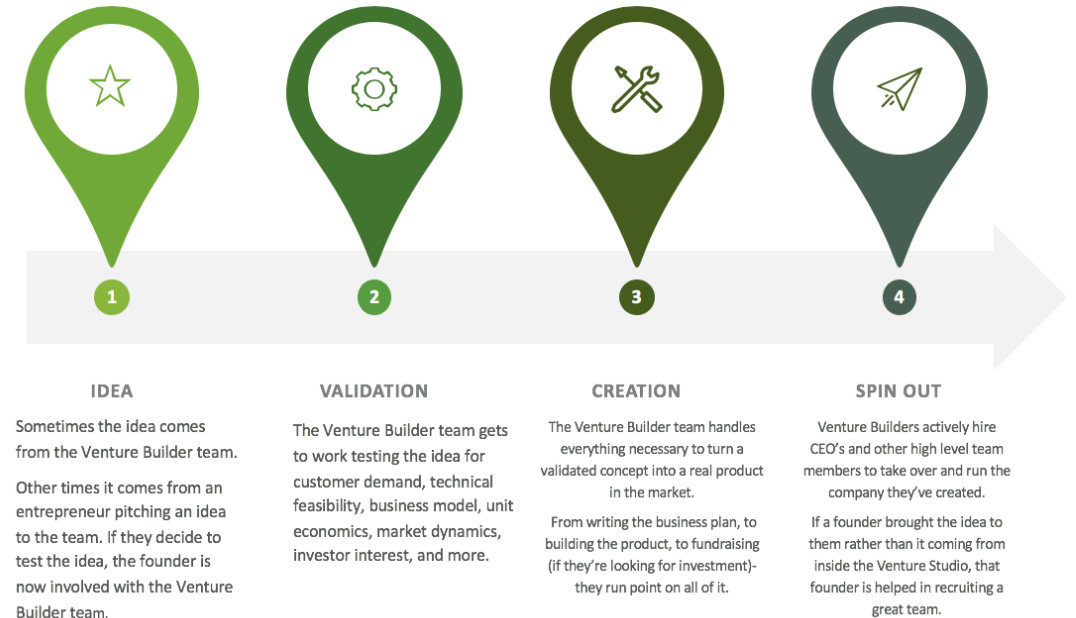 1
2
3
4
IDEA
Sometimes the idea comes
from the Venture Builder team.
Other times it comes from an
entrepreneur pitching an idea
to the team. If they decide to
test the idea, the founder is
now involved with the Venture
Builder team.
VALIDATION
The Venture Builder team gets
to work testing the idea for
customer demand, technical
feasibility, business model, unit
economics, market dynamics,
investor interest, and more.
CREATION
The Venture Builder team handles
everything necessary to turn a
validated concept into a real product
in the market.
From writing the business plan, to
building the product, to fundraising
(if they're looking for investment)-
they run point on all of it.
SPIN OUT
Venture Builders actively hire
CEO's and other high level team
members to take over and run the
company they've created.
If a founder brought the idea to
them rather than it coming from
inside the Venture Studio, that
founder is helped in recruiting a
great team.